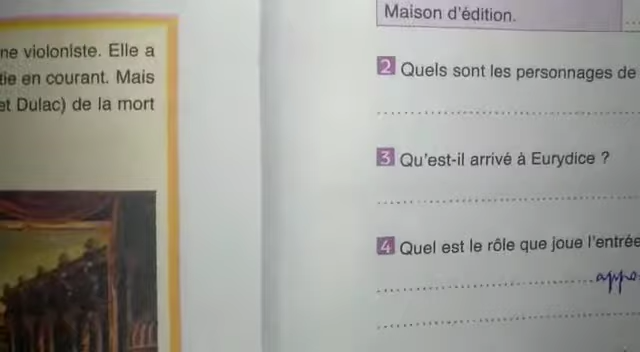 ne violoniste. Elle a
tie en courant. Mais
et Dulac) de la mort
Maison d'édition.
2 Quels sont les personnages de
3 Qu'est-il arrivé à Eurydice ?
4 Quel est le rôle que joue l'entrée
appo